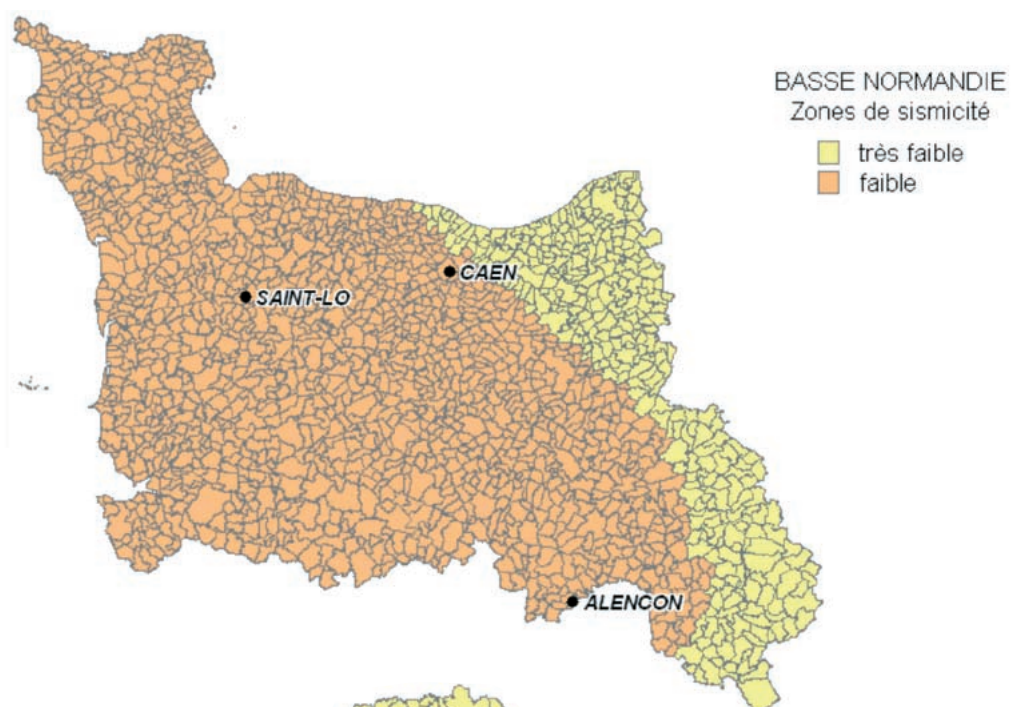 BASSE NORMANDIE
Zones de sismicité
très faible
faible
CAEN
SAINT-LO
ALENCON